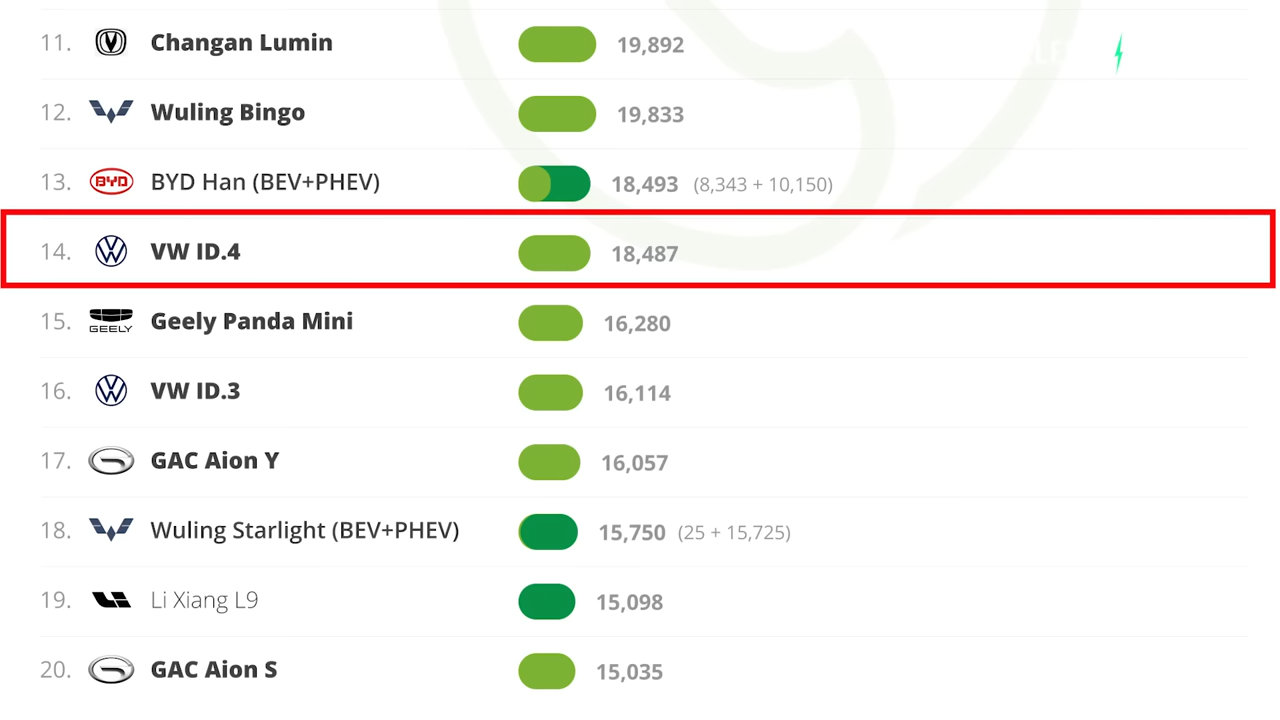 11. Changan Lumin 19,892
12. Wuling Bingo 19,833
13. BYD BYD Han (BEV+PHEV) 18,493 (8,343 + 10,150)
14. VW ID.4 18,487
15. GEELY Geely Panda Mini 16,280
16. VW ID.3 16,114
17. GAC Aion Y 16,057
18. Wuling Starlight (BEV+PHEV) 15,750 (25 + 15,725)
19. Li Xiang L9 15,098
20. GAC Aion S 15,035